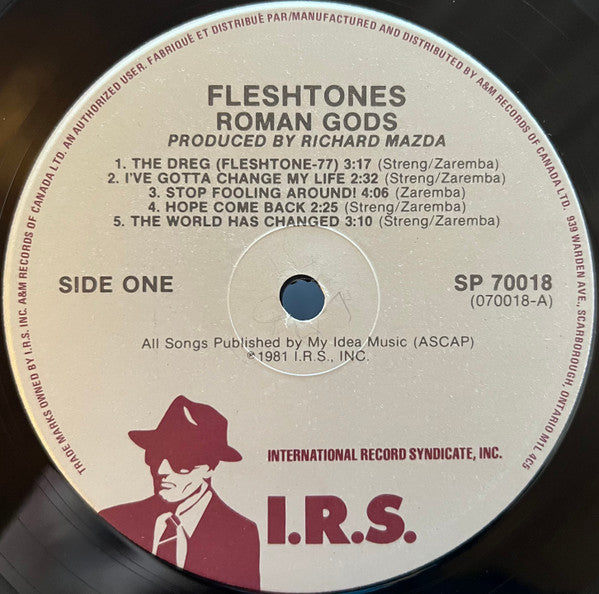 TRADE MARKS OWNED BY I.R.S. INC. A&M RECORDS OF CANADA LTD. AN AUTHORIZED USER. FABRIQUÉ ET DISTRIBUÉ PAR/MANUFACTURED AND DISTRIBUTED BY A&M RECORDS OF CANADA LTD. 939 WARDEN AVE., SCARBOROUGH, ONTARIO M1L 4C5
FLESHTONES
ROMAN GODS
PRODUCED BY RICHARD MAZDA
1. THE DREG (FLESHTONE-77) 3:17 (Streng/Zaremba)
2. I'VE GOTTA CHANGE MY LIFE 2:32 (Streng/Zaremba)
3. STOP FOOLING AROUND! 4:06 (Zaremba)
4. HOPE COME BACK 2:25 (Streng/Zaremba)
5. THE WORLD HAS CHANGED 3:10 (Streng/Zaremba)
SIDE ONE
SP 70018
(070018-A)
All Songs Published by My Idea Music (ASCAP)
℗1981 I.R.S., INC.
INTERNATIONAL RECORD SYNDICATE, INC.
I.R.S.